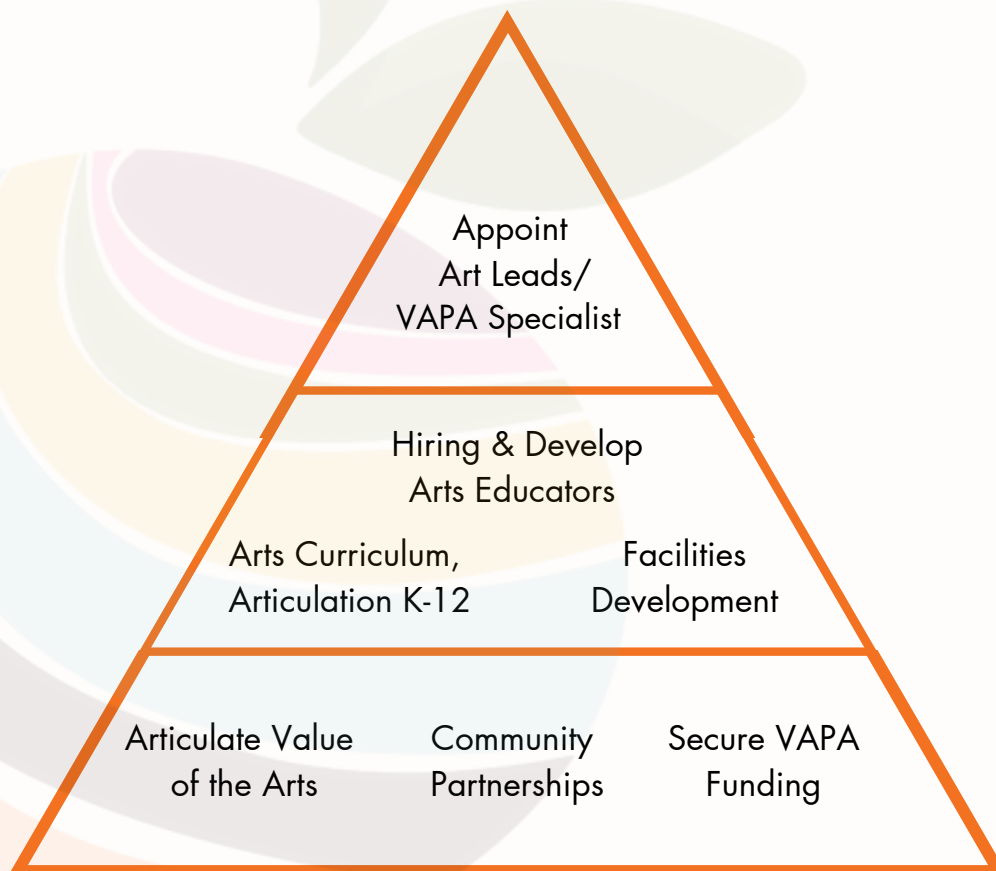 Appoint
Art Leads/
VAPA Specialist
Hiring & Develop
Arts Educators
Arts Curriculum,
Articulation K-12
Facilities
Development
Articulate Value
of the Arts
Community
Partnerships
Secure VAPA
Funding